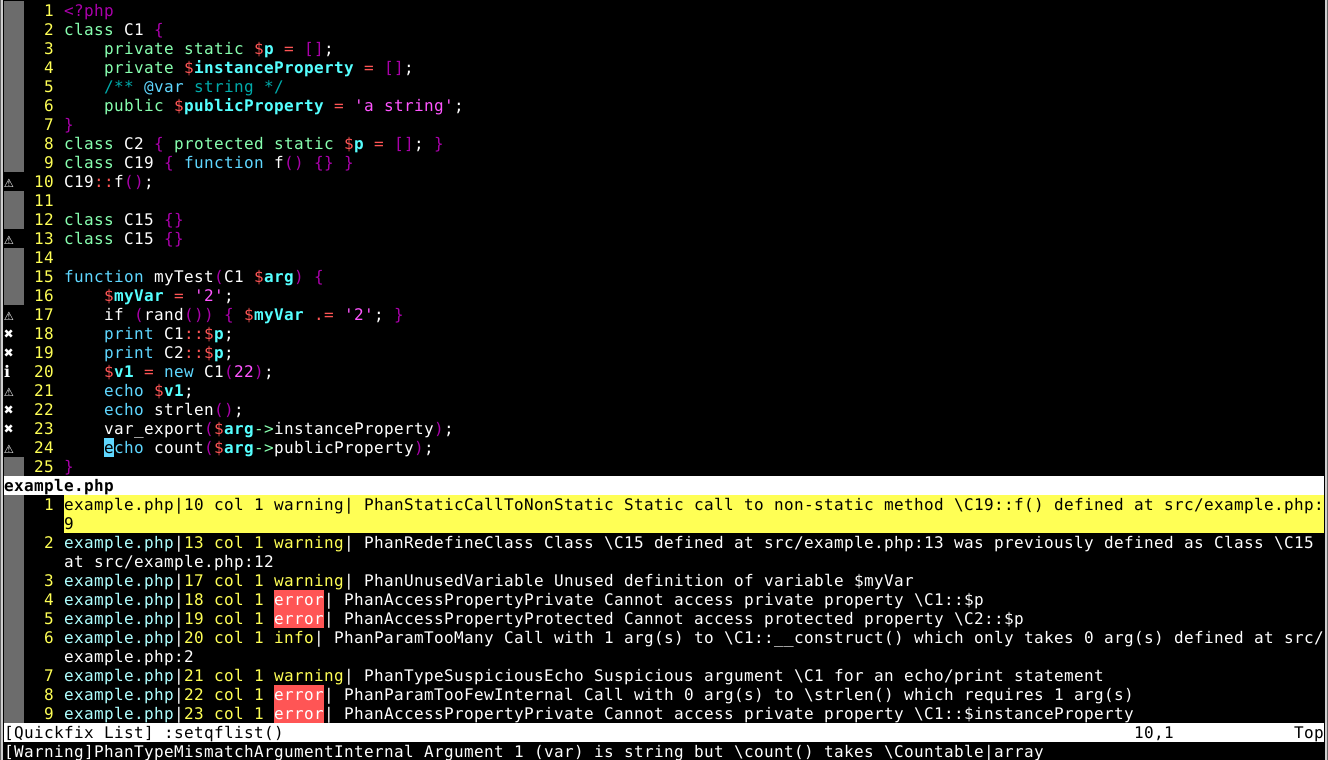 1 <?php
2 class C1 {
3     private static $p = [];
4     private $instanceProperty = [];
5     /** @var string */
6     public $publicProperty = 'a string';
7 }
8 class C2 { protected static $p = []; }
9 class C19 { function f() {} }
⚠ 10 C19::f();
11
12 class C15 {}
⚠ 13 class C15 {}
14
15 function myTest(C1 $arg) {
16     $myVar = '2';
⚠ 17     if (rand()) { $myVar .= '2'; }
✖ 18     print C1::$p;
✖ 19     print C2::$p;
ℹ 20     $v1 = new C1(22);
⚠ 21     echo $v1;
✖ 22     echo strlen();
✖ 23     var_export($arg->instanceProperty);
⚠ 24     echo count($arg->publicProperty);
25 }
example.php
1 example.php|10 col 1 warning| PhanStaticCallToNonStatic Static call to non-static method \C19::f() defined at src/example.php:
9
2 example.php|13 col 1 warning| PhanRedefineClass Class \C15 defined at src/example.php:13 was previously defined as Class \C15
at src/example.php:12
3 example.php|17 col 1 warning| PhanUnusedVariable Unused definition of variable $myVar
4 example.php|18 col 1 error| PhanAccessPropertyPrivate Cannot access private property \C1::$p
5 example.php|19 col 1 error| PhanAccessPropertyProtected Cannot access protected property \C2::$p
6 example.php|20 col 1 info| PhanParamTooMany Call with 1 arg(s) to \C1::__construct() which only takes 0 arg(s) defined at src/
example.php:2
7 example.php|21 col 1 warning| PhanTypeSuspiciousEcho Suspicious argument \C1 for an echo/print statement
8 example.php|22 col 1 error| PhanParamTooFewInternal Call with 0 arg(s) to \strlen() which requires 1 arg(s)
9 example.php|23 col 1 error| PhanAccessPropertyPrivate Cannot access private property \C1::$instanceProperty
[Quickfix List] :setqflist() 10,1 Top
[Warning]PhanTypeMismatchArgumentInternal Argument 1 (var) is string but \count() takes \Countable|array